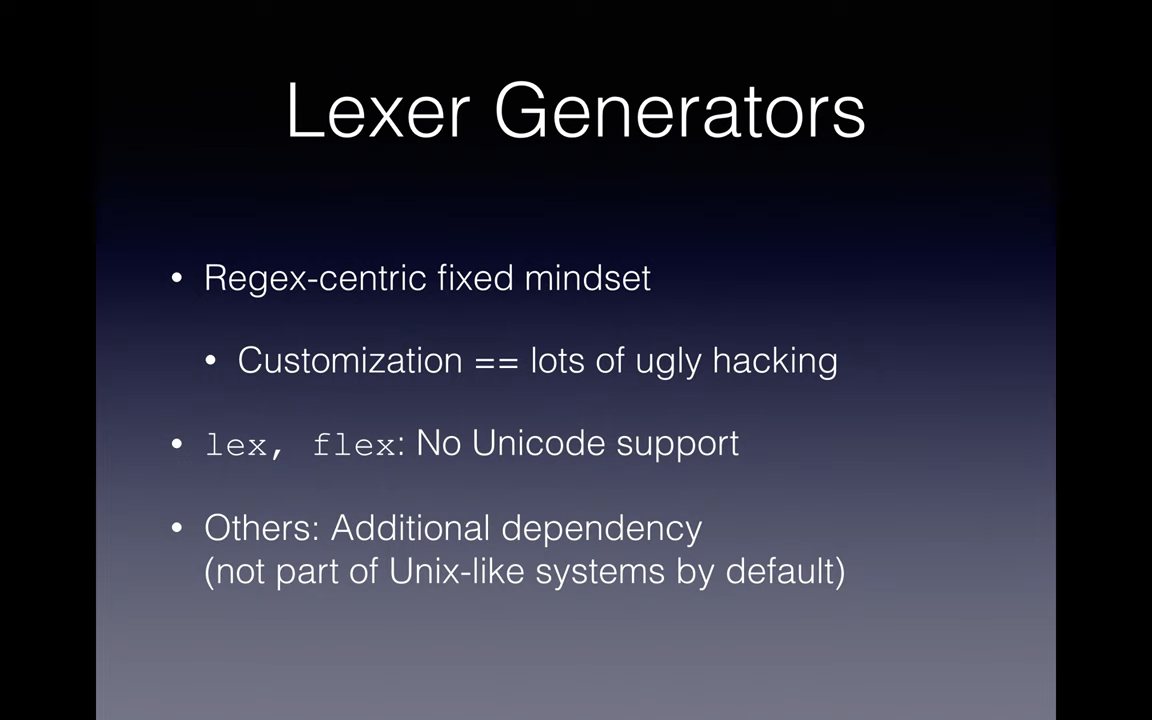 Lexer Generators
• Regex-centric fixed mindset
• Customization == lots of ugly hacking
• lex, flex: No Unicode support
• Others: Additional dependency
(not part of Unix-like systems by default)